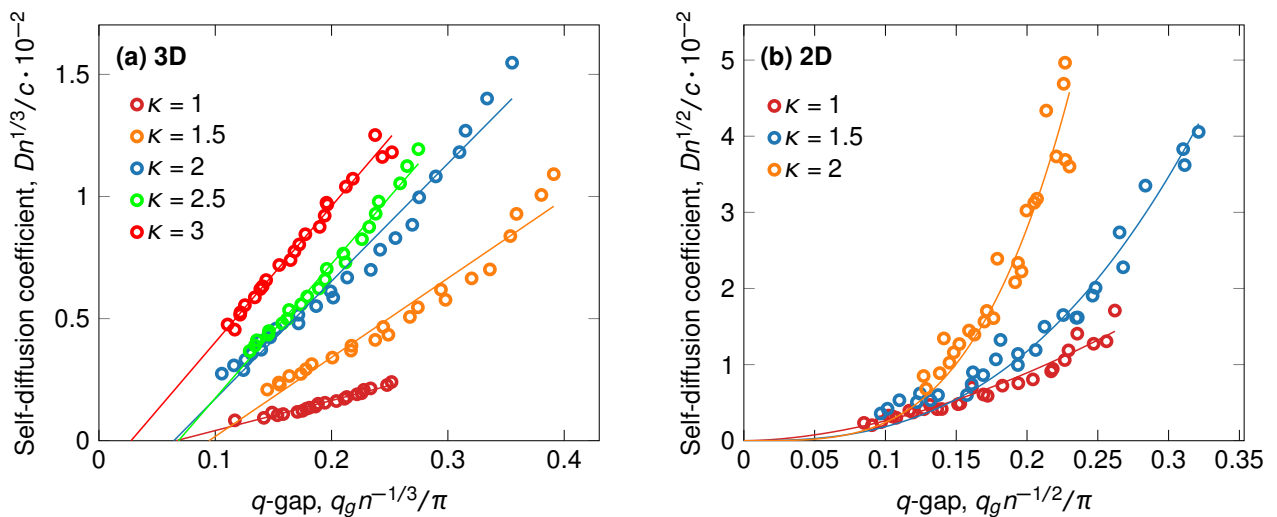 (a) 3D
κ = 1
κ = 1.5
κ = 2
κ = 2.5
κ = 3
0
0.5
1
1.5
0
0.1
0.2
0.3
0.4
Self-diffusion coefficient, Dn^{1/3}/c · 10^{−2}
q-gap, q_g n^{−1/3}/π
(b) 2D
κ = 1
κ = 1.5
κ = 2
0
1
2
3
4
5
0
0.05
0.1
0.15
0.2
0.25
0.3
0.35
Self-diffusion coefficient, Dn^{1/2}/c · 10^{−2}
q-gap, q_g n^{−1/2}/π